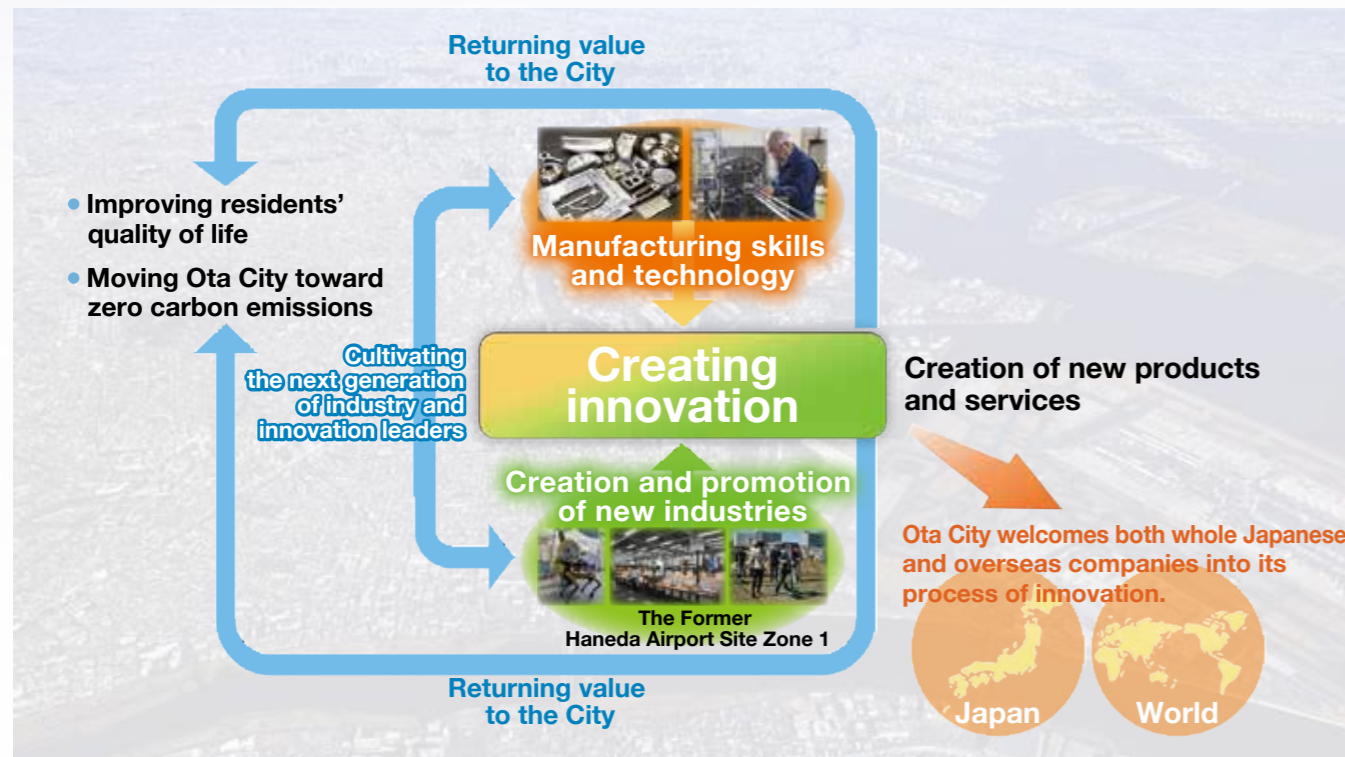 Returning value
to the City
Improving residents’
quality of life
Moving Ota City toward
zero carbon emissions
Manufacturing skills
and technology
Cultivating
the next generation
of industry and
innovation leaders
Creating
innovation
Creation of new products
and services
Creation and promotion
of new industries
The Former
Haneda Airport Site Zone 1
Ota City welcomes both whole Japanese
and overseas companies into its
process of innovation.
Japan
World
Returning value
to the City